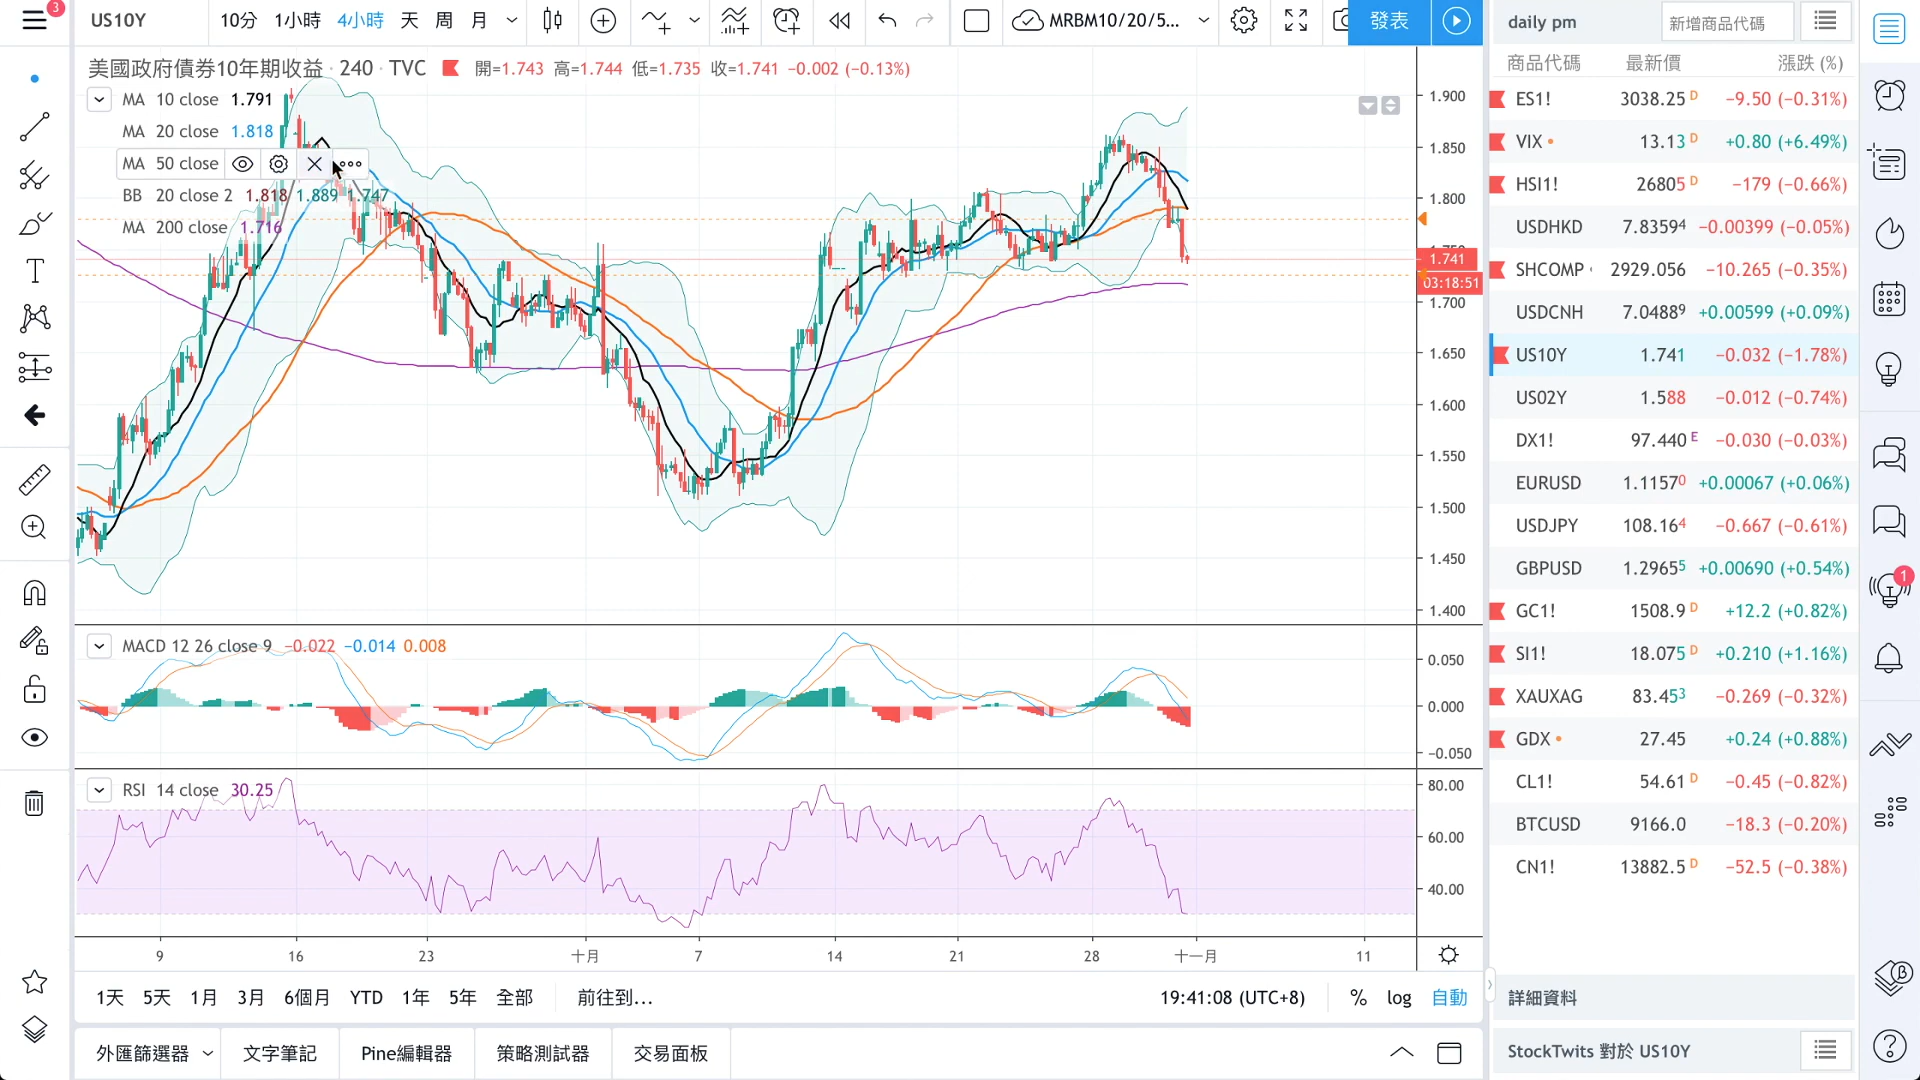 3
US10Y 10分 1小時 4小時 天 周 月 MRBM10/20/5... 發表
美國政府債券10年期收益 · 240 · TVC 開=1.743 高=1.744 低=1.735 收=1.741 −0.002 (−0.13%)
MA 10 close 1.791
MA 20 close 1.818
MA 50 close
BB 20 close 2 1.818 1.889 1.747
MA 200 close 1.716
1.900
1.850
1.800
1.741
03:18:51
1.700
1.650
1.600
1.550
1.500
1.450
1.400
MACD 12 26 close 9 −0.022 −0.014 0.008
0.050
0.000
−0.050
RSI 14 close 30.25
80.00
60.00
40.00
9 16 23 十月 7 14 21 28 十一月 11
1天 5天 1月 3月 6個月 YTD 1年 5年 全部 前往到... 19:41:08 (UTC+8) % log 自動
外匯篩選器 文字筆記 Pine編輯器 策略測試器 交易面板
daily pm 新增商品代碼
商品代碼 最新價 漲跌 (%)
ES1! 3038.25 D −9.50 (−0.31%)
VIX 13.13 D +0.80 (+6.49%)
HSI1! 26805 D −179 (−0.66%)
USDHKD 7.83594 −0.00399 (−0.05%)
SHCOMP 2929.056 −10.265 (−0.35%)
USDCNH 7.04889 +0.00599 (+0.09%)
US10Y 1.741 −0.032 (−1.78%)
US02Y 1.588 −0.012 (−0.74%)
DX1! 97.440 E −0.030 (−0.03%)
EURUSD 1.11570 +0.00067 (+0.06%)
USDJPY 108.164 −0.667 (−0.61%)
GBPUSD 1.29655 +0.00690 (+0.54%)
GC1! 1508.9 D +12.2 (+0.82%)
SI1! 18.075 D +0.210 (+1.16%)
XAUXAG 83.453 −0.269 (−0.32%)
GDX 27.45 +0.24 (+0.88%)
CL1! 54.61 D −0.45 (−0.82%)
BTCUSD 9166.0 −18.3 (−0.20%)
CN1! 13882.5 D −52.5 (−0.38%)
詳細資料
StockTwits 對於 US10Y
1